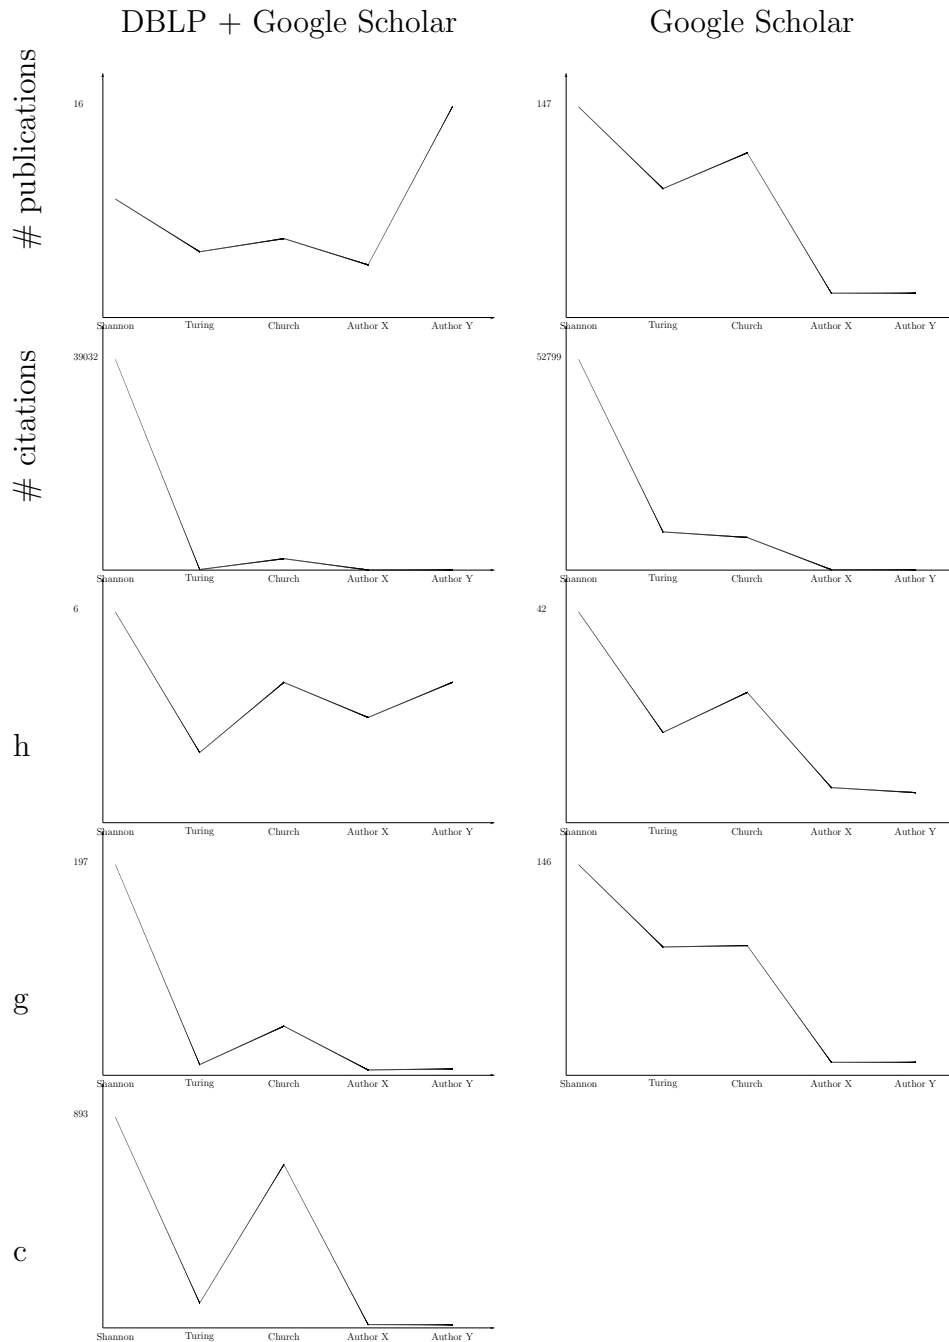 DBLP + Google Scholar
Google Scholar
# publications
16
Shannon Turing Church Author X Author Y
147
Shannon Turing Church Author X Author Y
# citations
39032
Shannon Turing Church Author X Author Y
52799
Shannon Turing Church Author X Author Y
h
6
Shannon Turing Church Author X Author Y
42
Shannon Turing Church Author X Author Y
g
197
Shannon Turing Church Author X Author Y
146
Shannon Turing Church Author X Author Y
c
893
Shannon Turing Church Author X Author Y